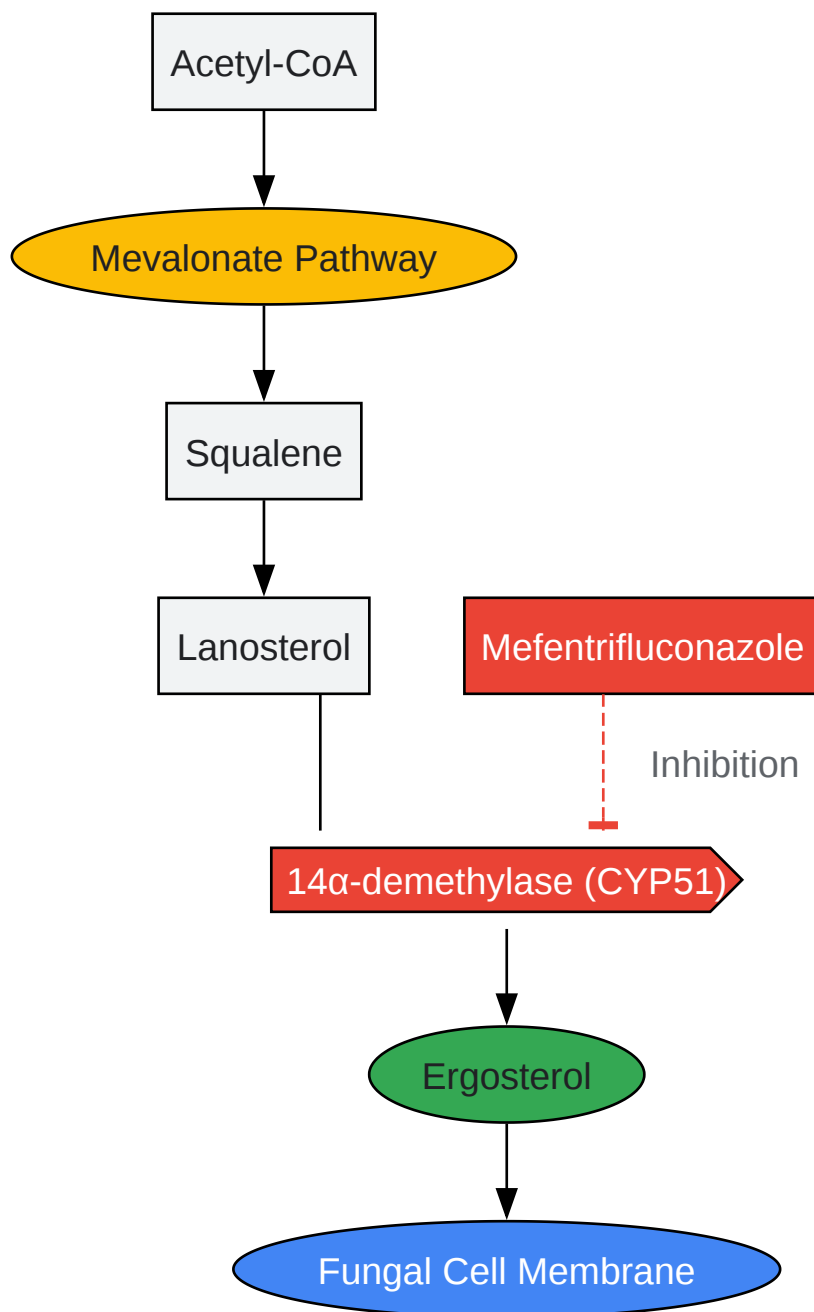 Acetyl-CoA
Mevalonate Pathway
Squalene
Lanosterol
Mefentrifluconazole
Inhibition
14α-demethylase (CYP51)
Ergosterol
Fungal Cell Membrane